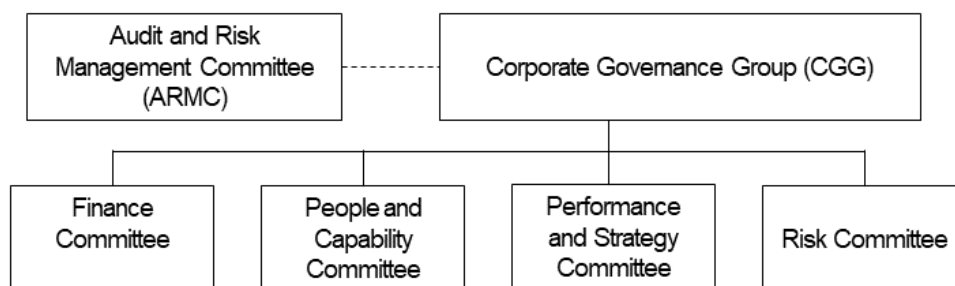 Audit and Risk
Management Committee
(ARMC)
Corporate Governance Group (CGG)
Finance
Committee
People and
Capability
Committee
Performance
and Strategy
Committee
Risk Committee